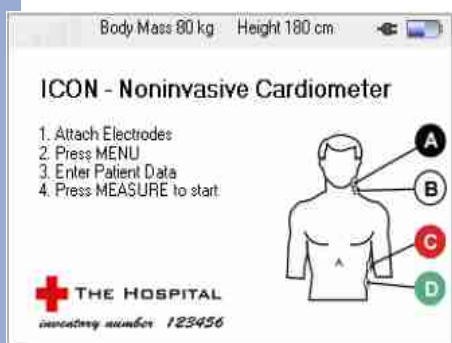 Body Mass 80 kg Height 180 cm
ICON - Noninvasive Cardiometer
1. Attach Electrodes
2. Press MENU
3. Enter Patient Data
4. Press MEASURE to start
A
B
C
D
THE HOSPITAL
inventory number 123456